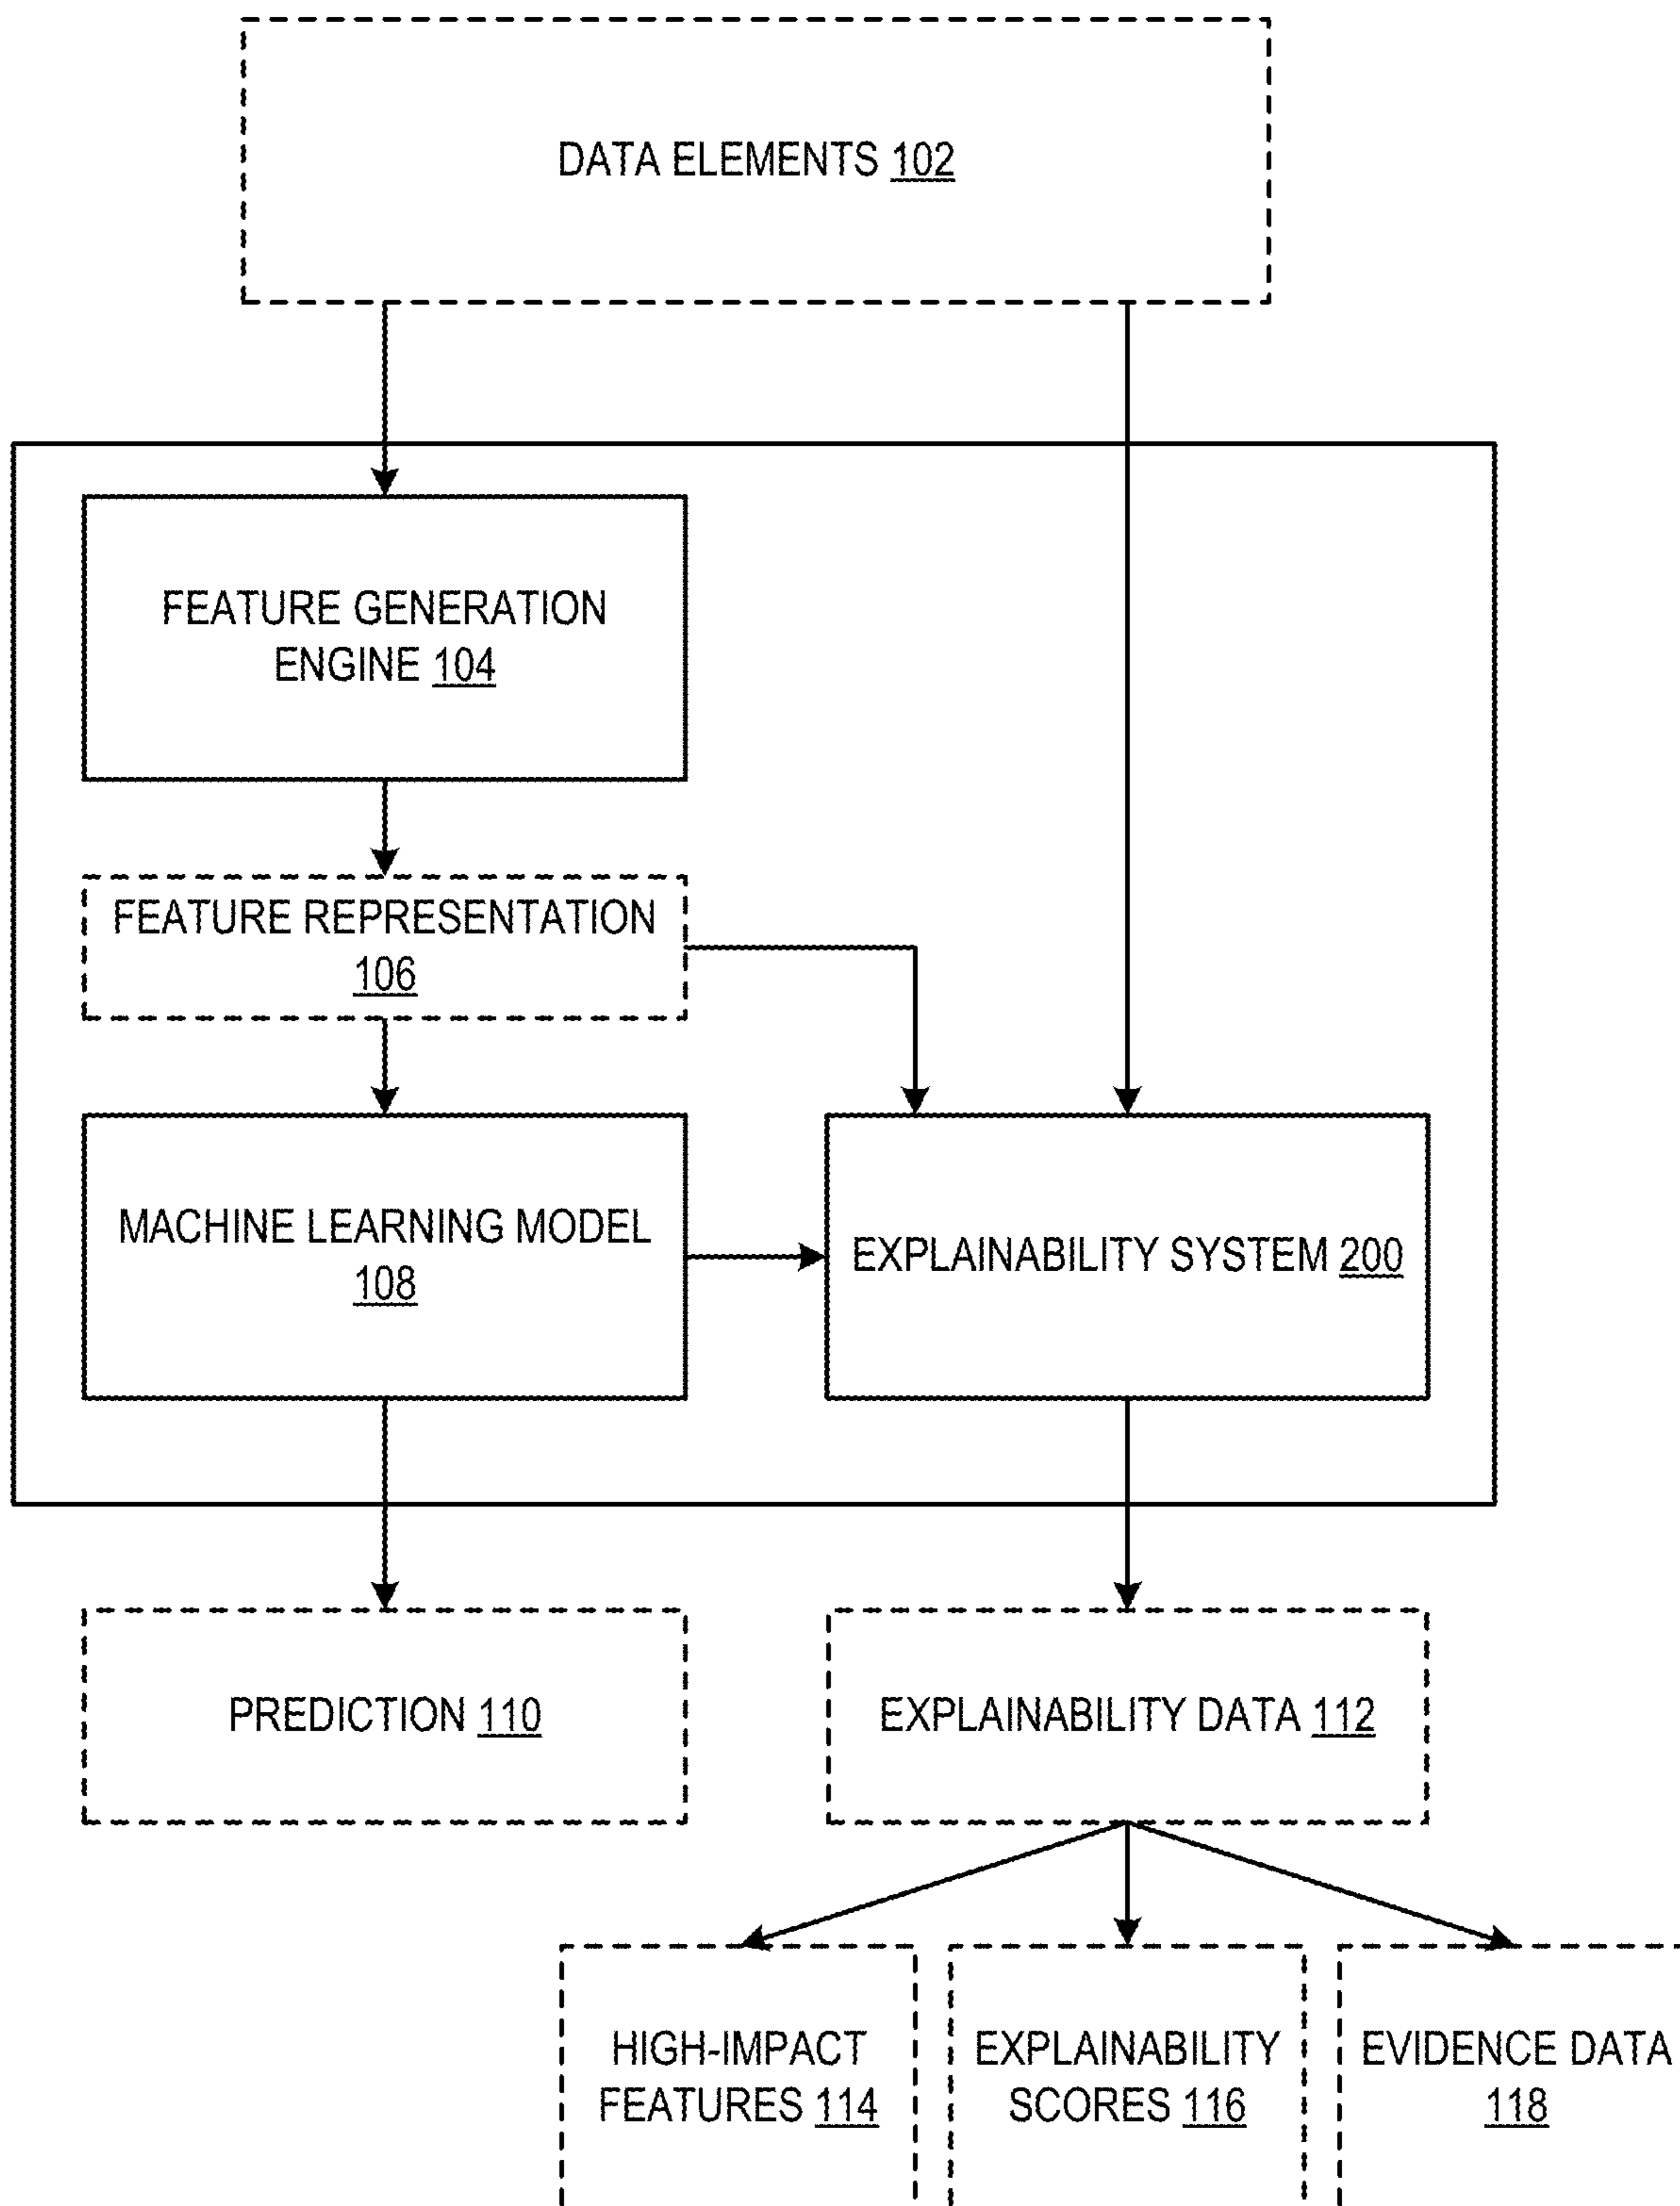 DATA ELEMENTS 102
FEATURE GENERATION
ENGINE 104
FEATURE REPRESENTATION
106
MACHINE LEARNING MODEL
108
EXPLAINABILITY SYSTEM 200
PREDICTION 110
EXPLAINABILITY DATA 112
HIGH-IMPACT
FEATURES 114
EXPLAINABILITY
SCORES 116
EVIDENCE DATA
118